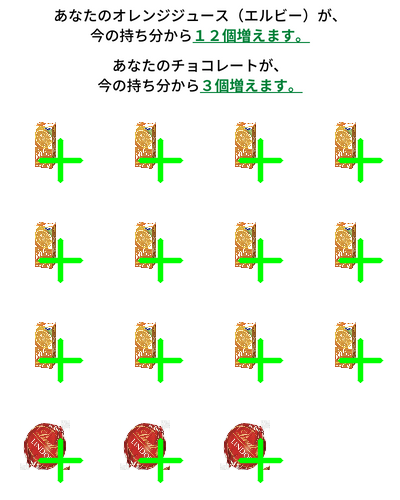 あなたのオレンジジュース（エルビー）が、
今の持ち分から１２個増えます。
あなたのチョコレートが、
今の持ち分から３個増えます。